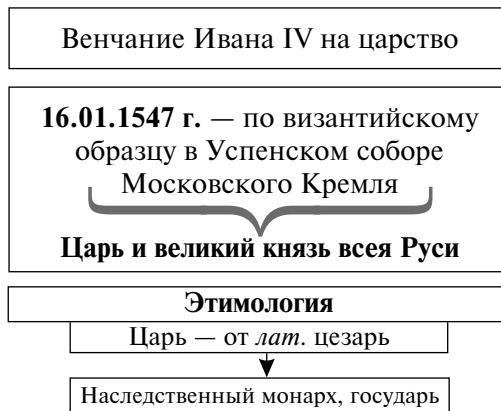 Венчание Ивана IV на царство
16.01.1547 г. — по византийскому
образцу в Успенском соборе
Московского Кремля
Царь и великий князь всея Руси
Этимология
Царь — от лат. цезарь
Наследственный монарх, государь